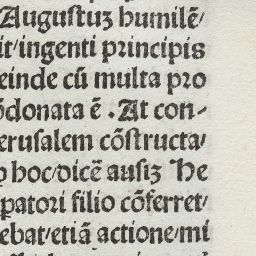 Auguſtuz humilē/
it/ingenti principis
einde cū multa pro
ōdonata ē . At con-
eruſalem cōſtructa/
p hoc/dicē auſiz He
patori filio cōferret/
ebat/etiā actione/mi